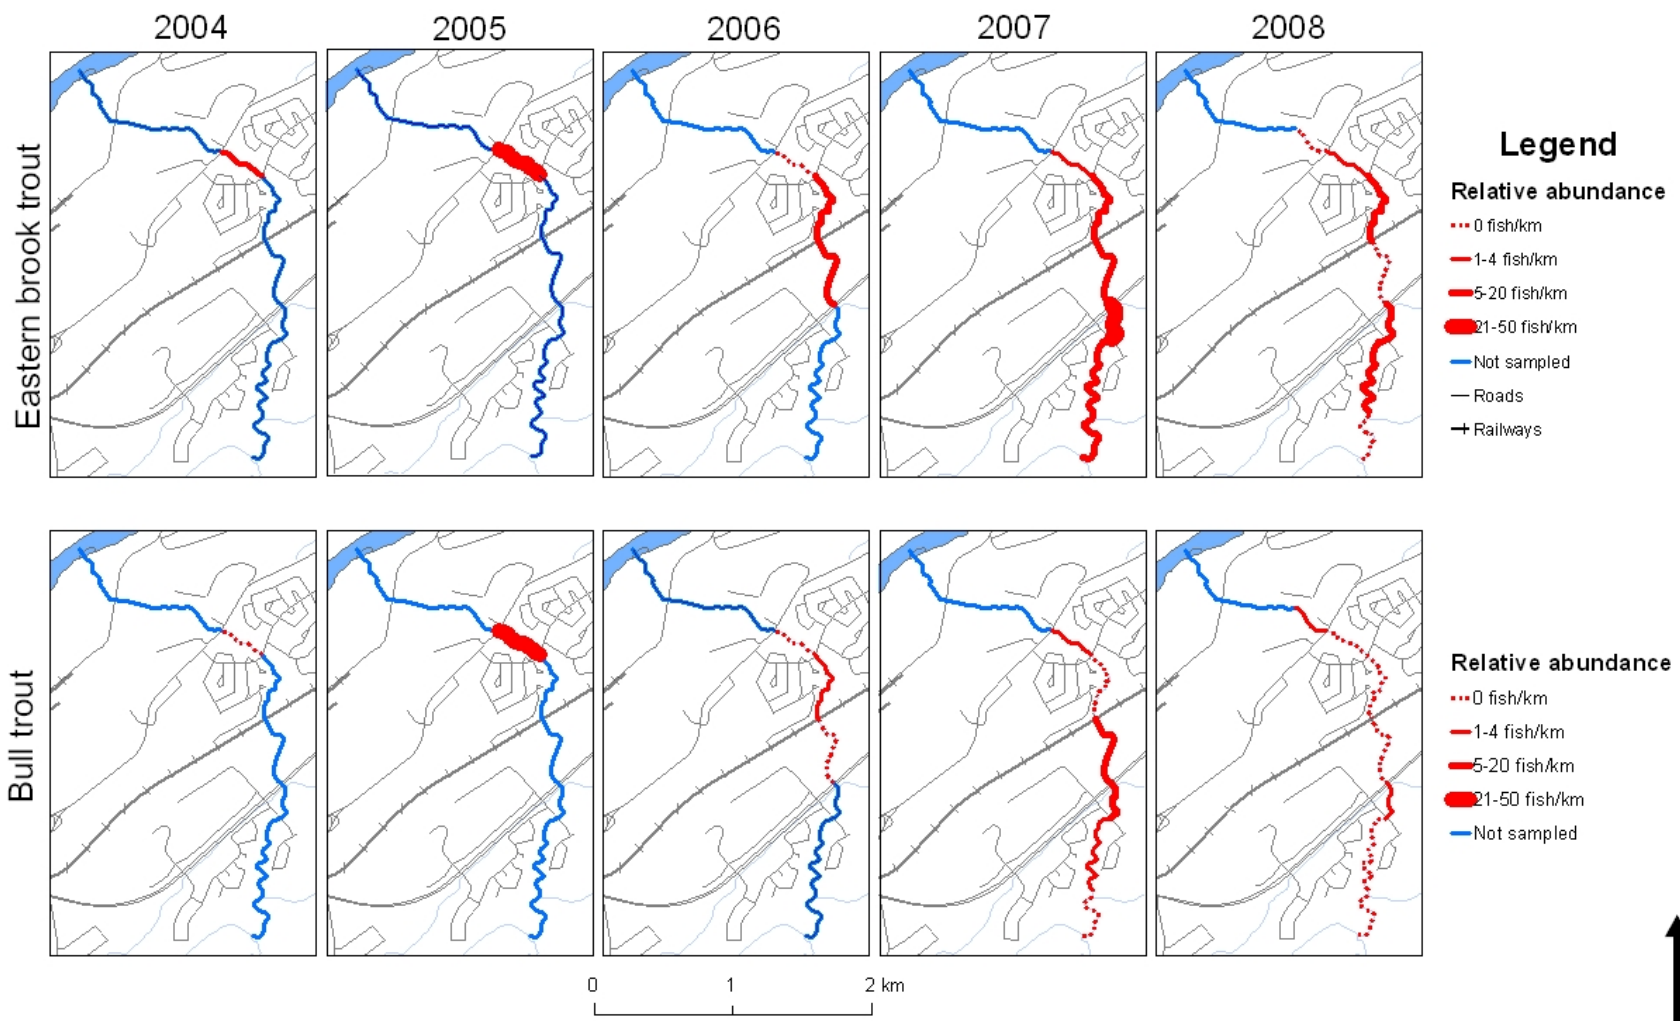 2004
2005
2006
2007
2008
Eastern brook trout
Legend
Relative abundance
0 fish/km
1-4 fish/km
5-20 fish/km
21-50 fish/km
Not sampled
Roads
Railways
Bull trout
Relative abundance
0 fish/km
1-4 fish/km
5-20 fish/km
21-50 fish/km
Not sampled
0 1 2 km